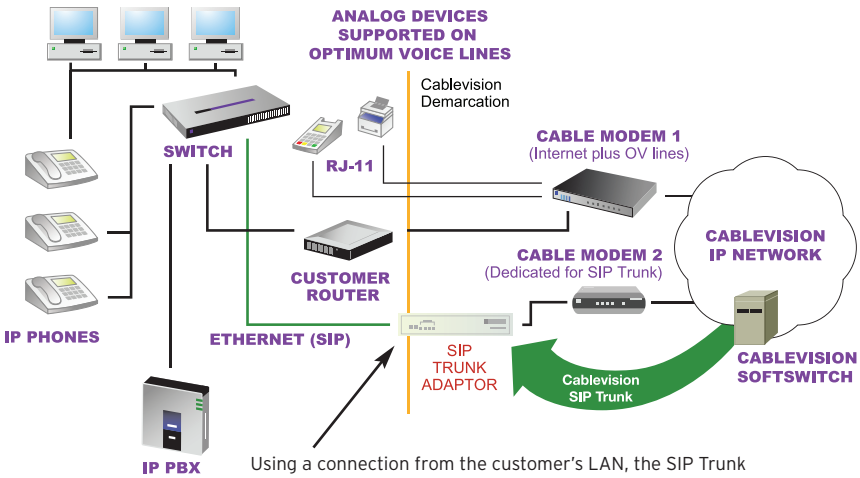 ANALOG DEVICES
SUPPORTED ON
OPTIMUM VOICE LINES
Cablevision
Demarcation
SWITCH
RJ-11
CABLE MODEM 1
(Internet plus OV lines)
CUSTOMER
ROUTER
CABLE MODEM 2
(Dedicated for SIP Trunk)
CABLEVISION
IP NETWORK
IP PHONES
ETHERNET (SIP)
SIP
TRUNK
ADAPTOR
Cablevision
SIP Trunk
CABLEVISION
SOFTSWITCH
IP PBX
Using a connection from the customer's LAN, the SIP Trunk